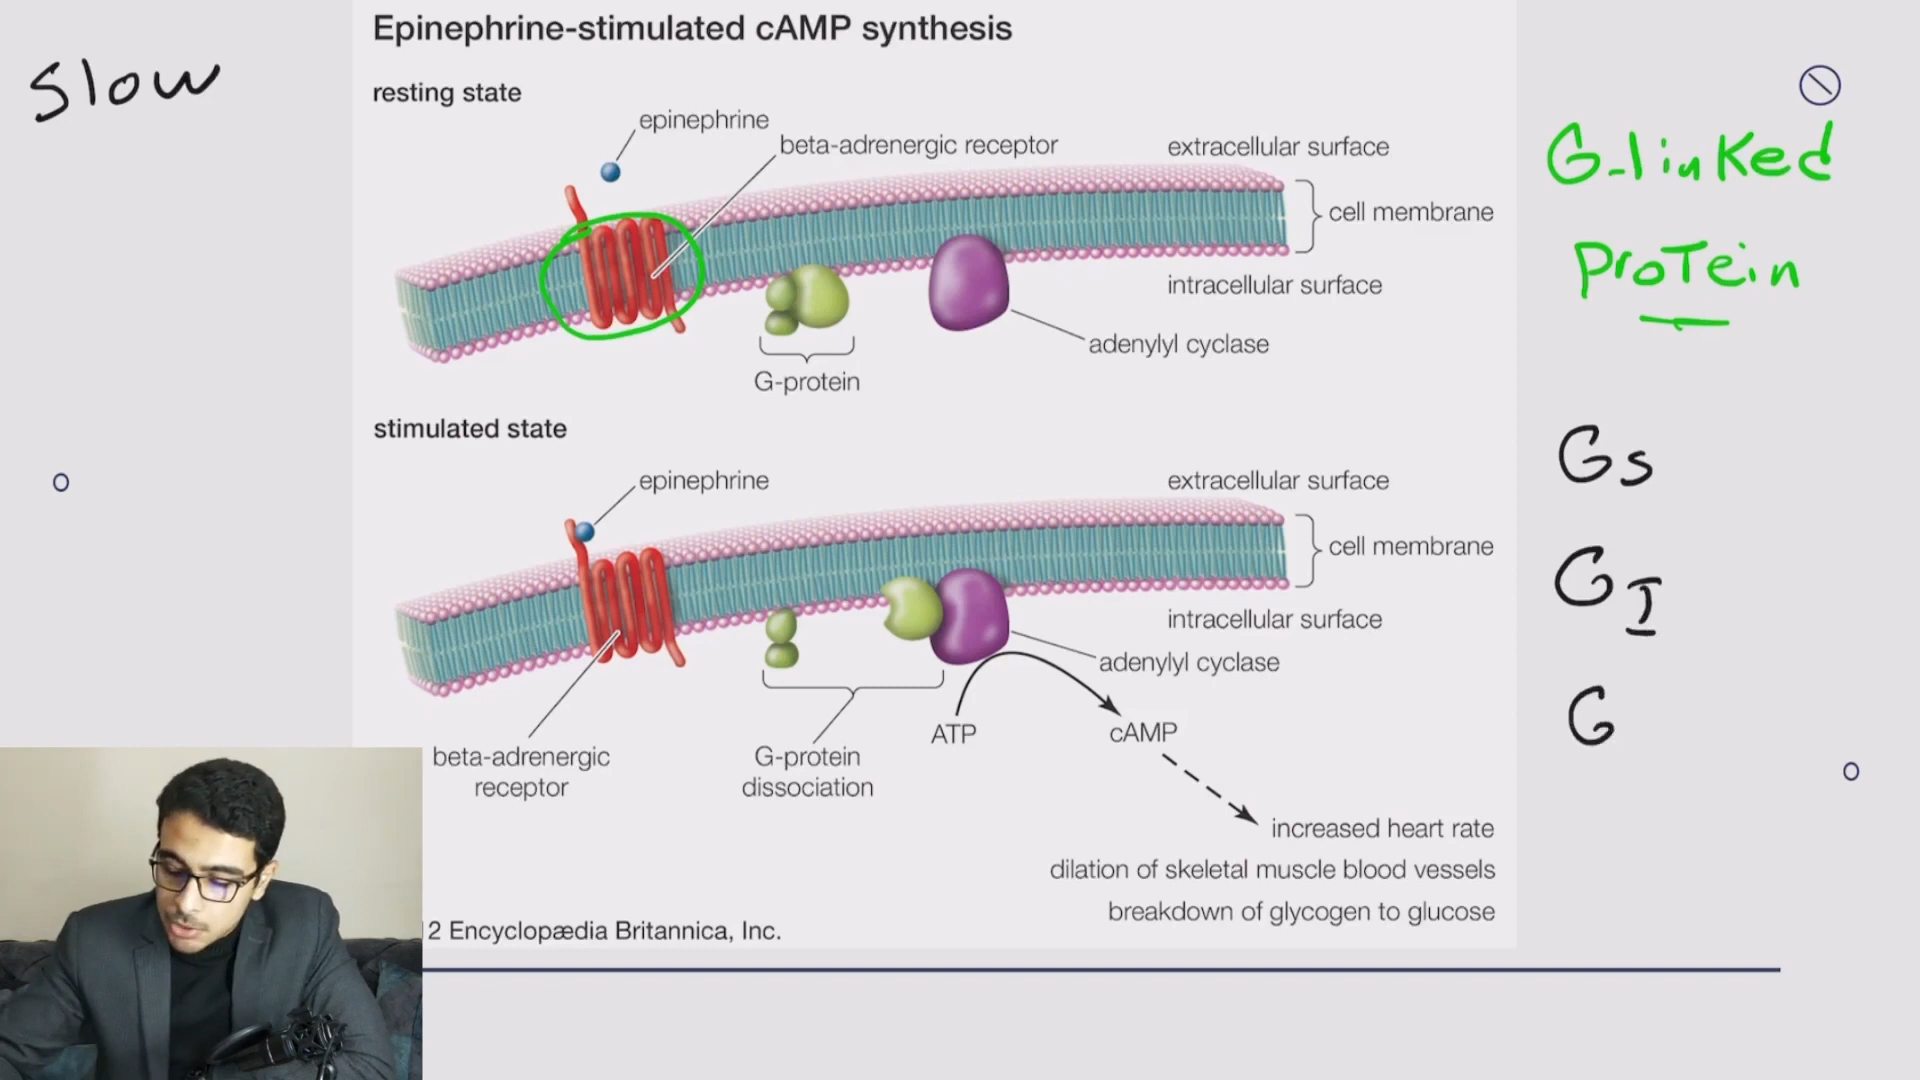 Epinephrine-stimulated cAMP synthesis
Slow
resting state
epinephrine
beta-adrenergic receptor
extracellular surface
G-linked
cell membrane
Protein
intracellular surface
adenylyl cyclase
G-protein
stimulated state
Gs
epinephrine
extracellular surface
cell membrane
GI
intracellular surface
adenylyl cyclase
G
ATP
cAMP
beta-adrenergic
receptor
G-protein
dissociation
increased heart rate
dilation of skeletal muscle blood vessels
breakdown of glycogen to glucose
2 Encyclopædia Britannica, Inc.